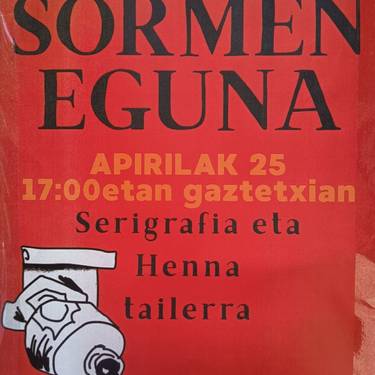 SORMEN
EGUNA
APIRILAK 25
17:00etan gaztetxian
Serigrafia eta
Henna
tailerra